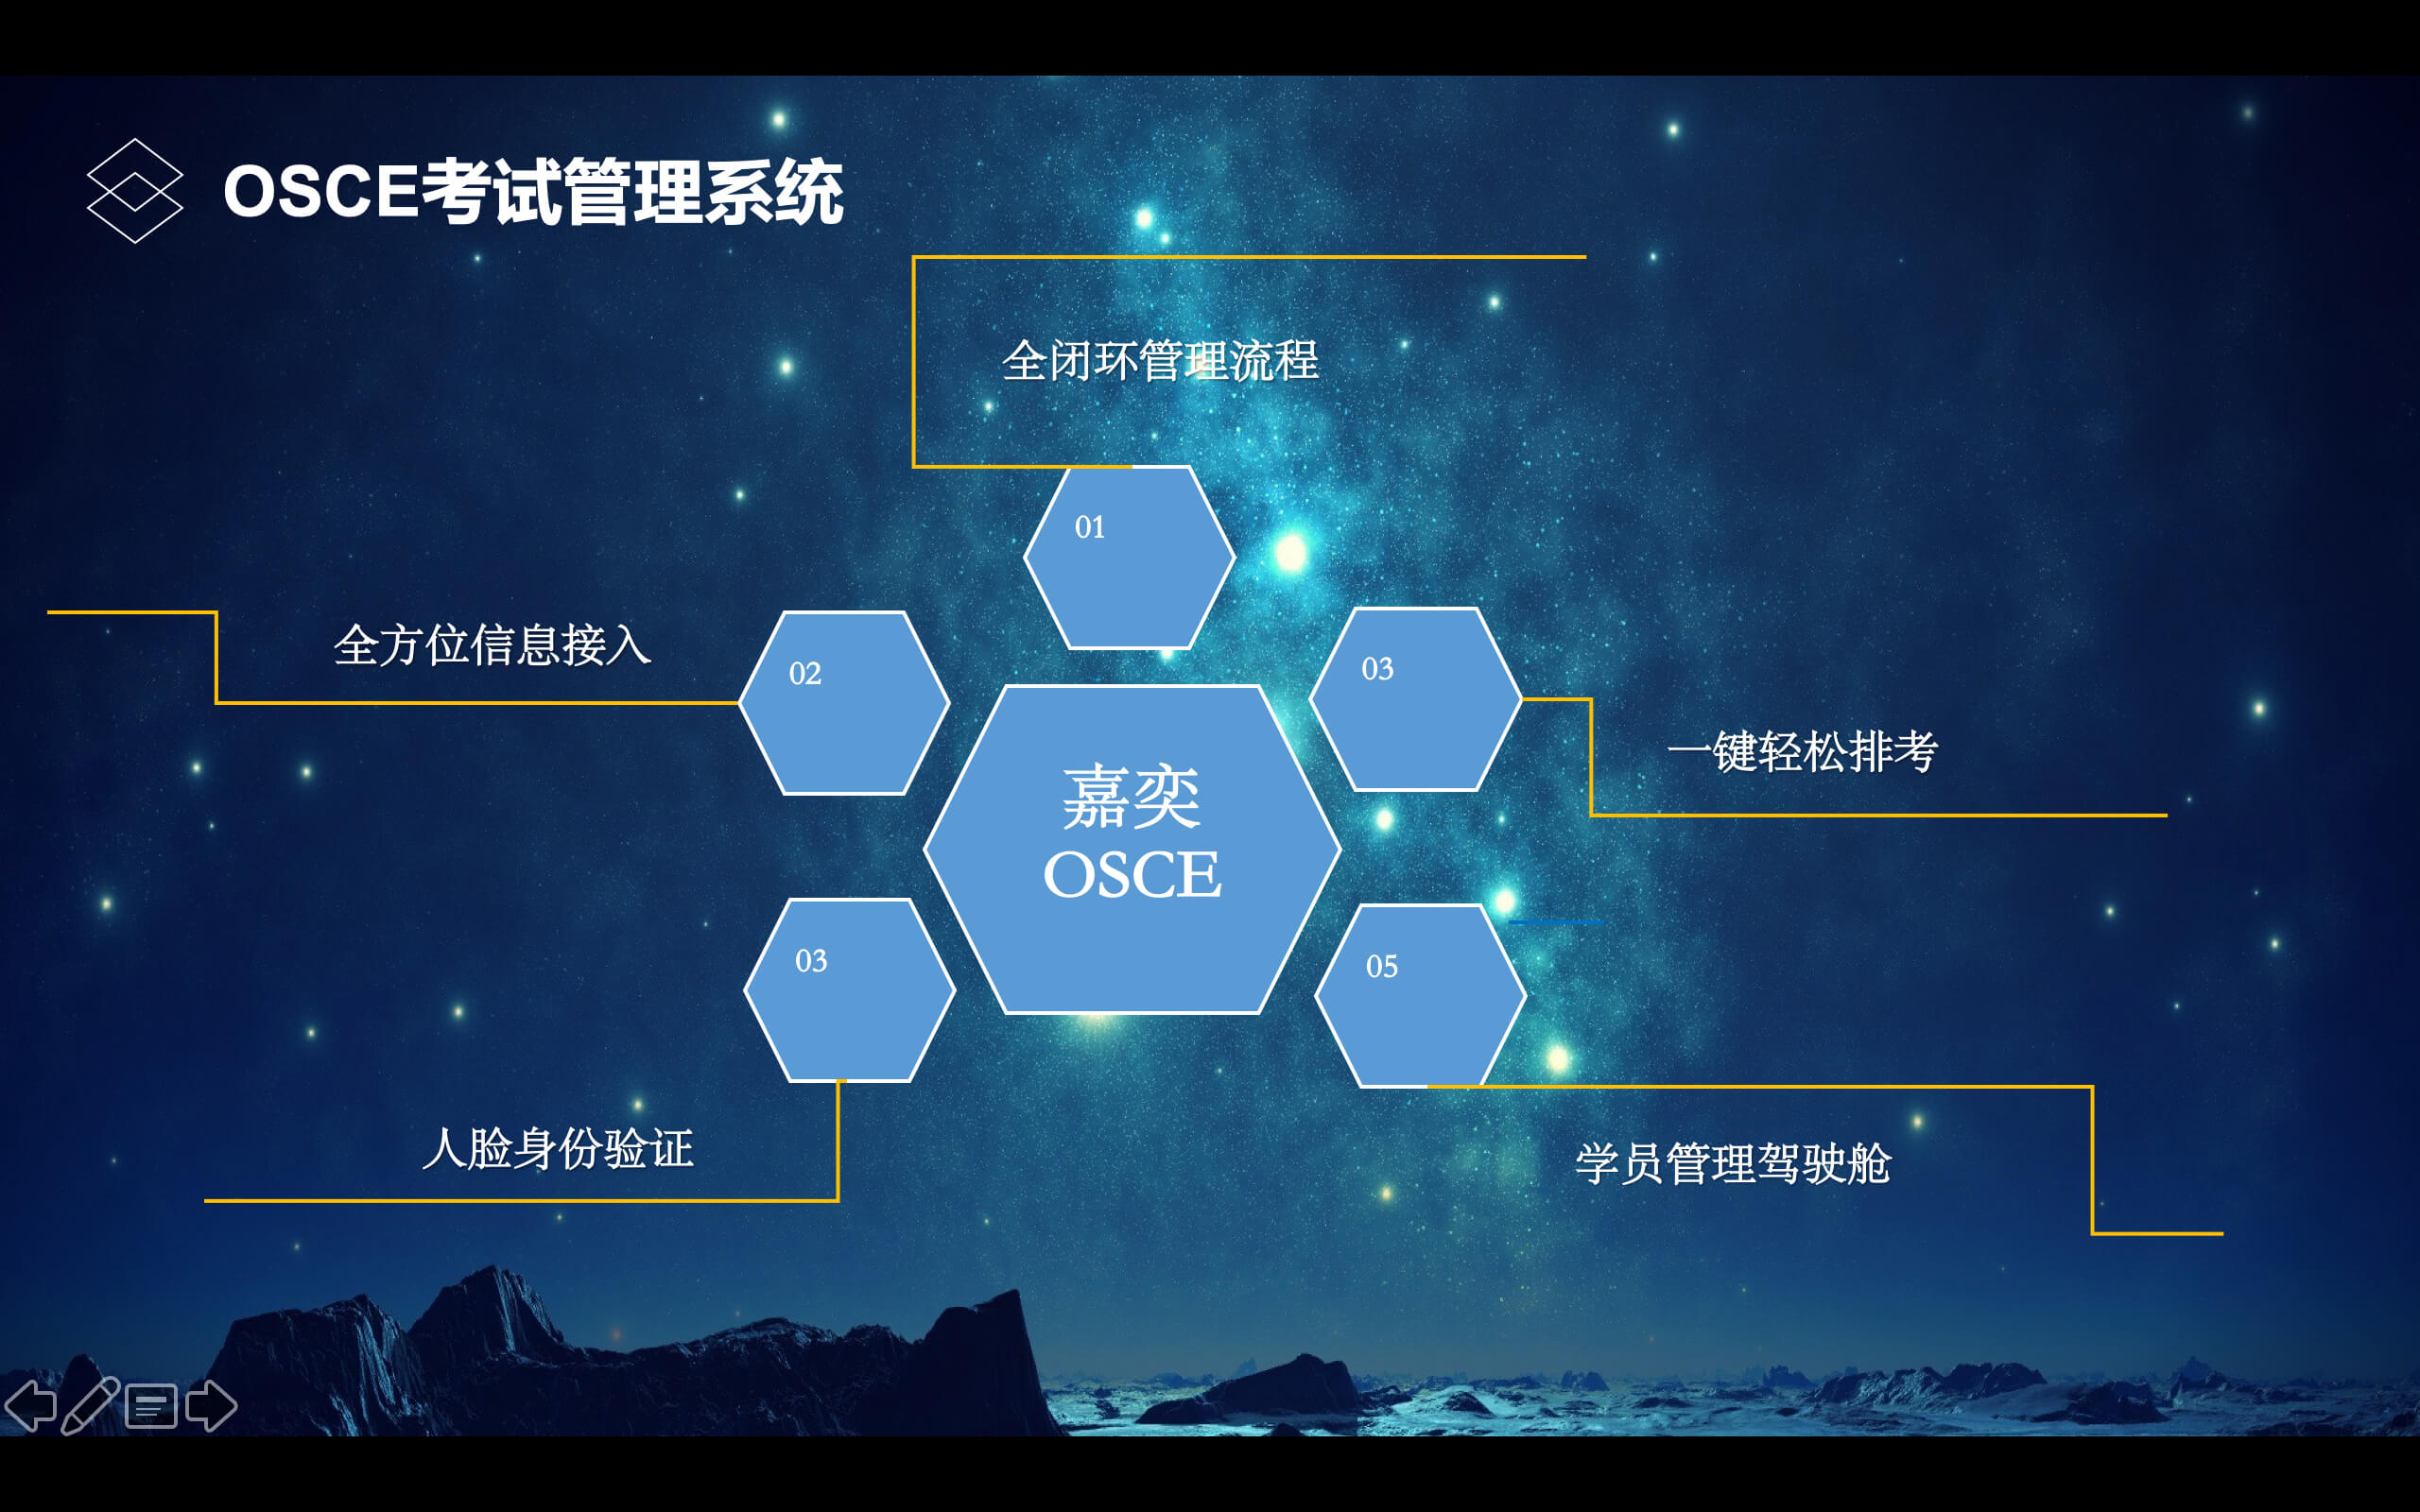 OSCE考试管理系统
全闭环管理流程
01
全方位信息接入
02
03
一键轻松排考
嘉奕
OSCE
03
05
人脸身份验证
学员管理驾驶舱